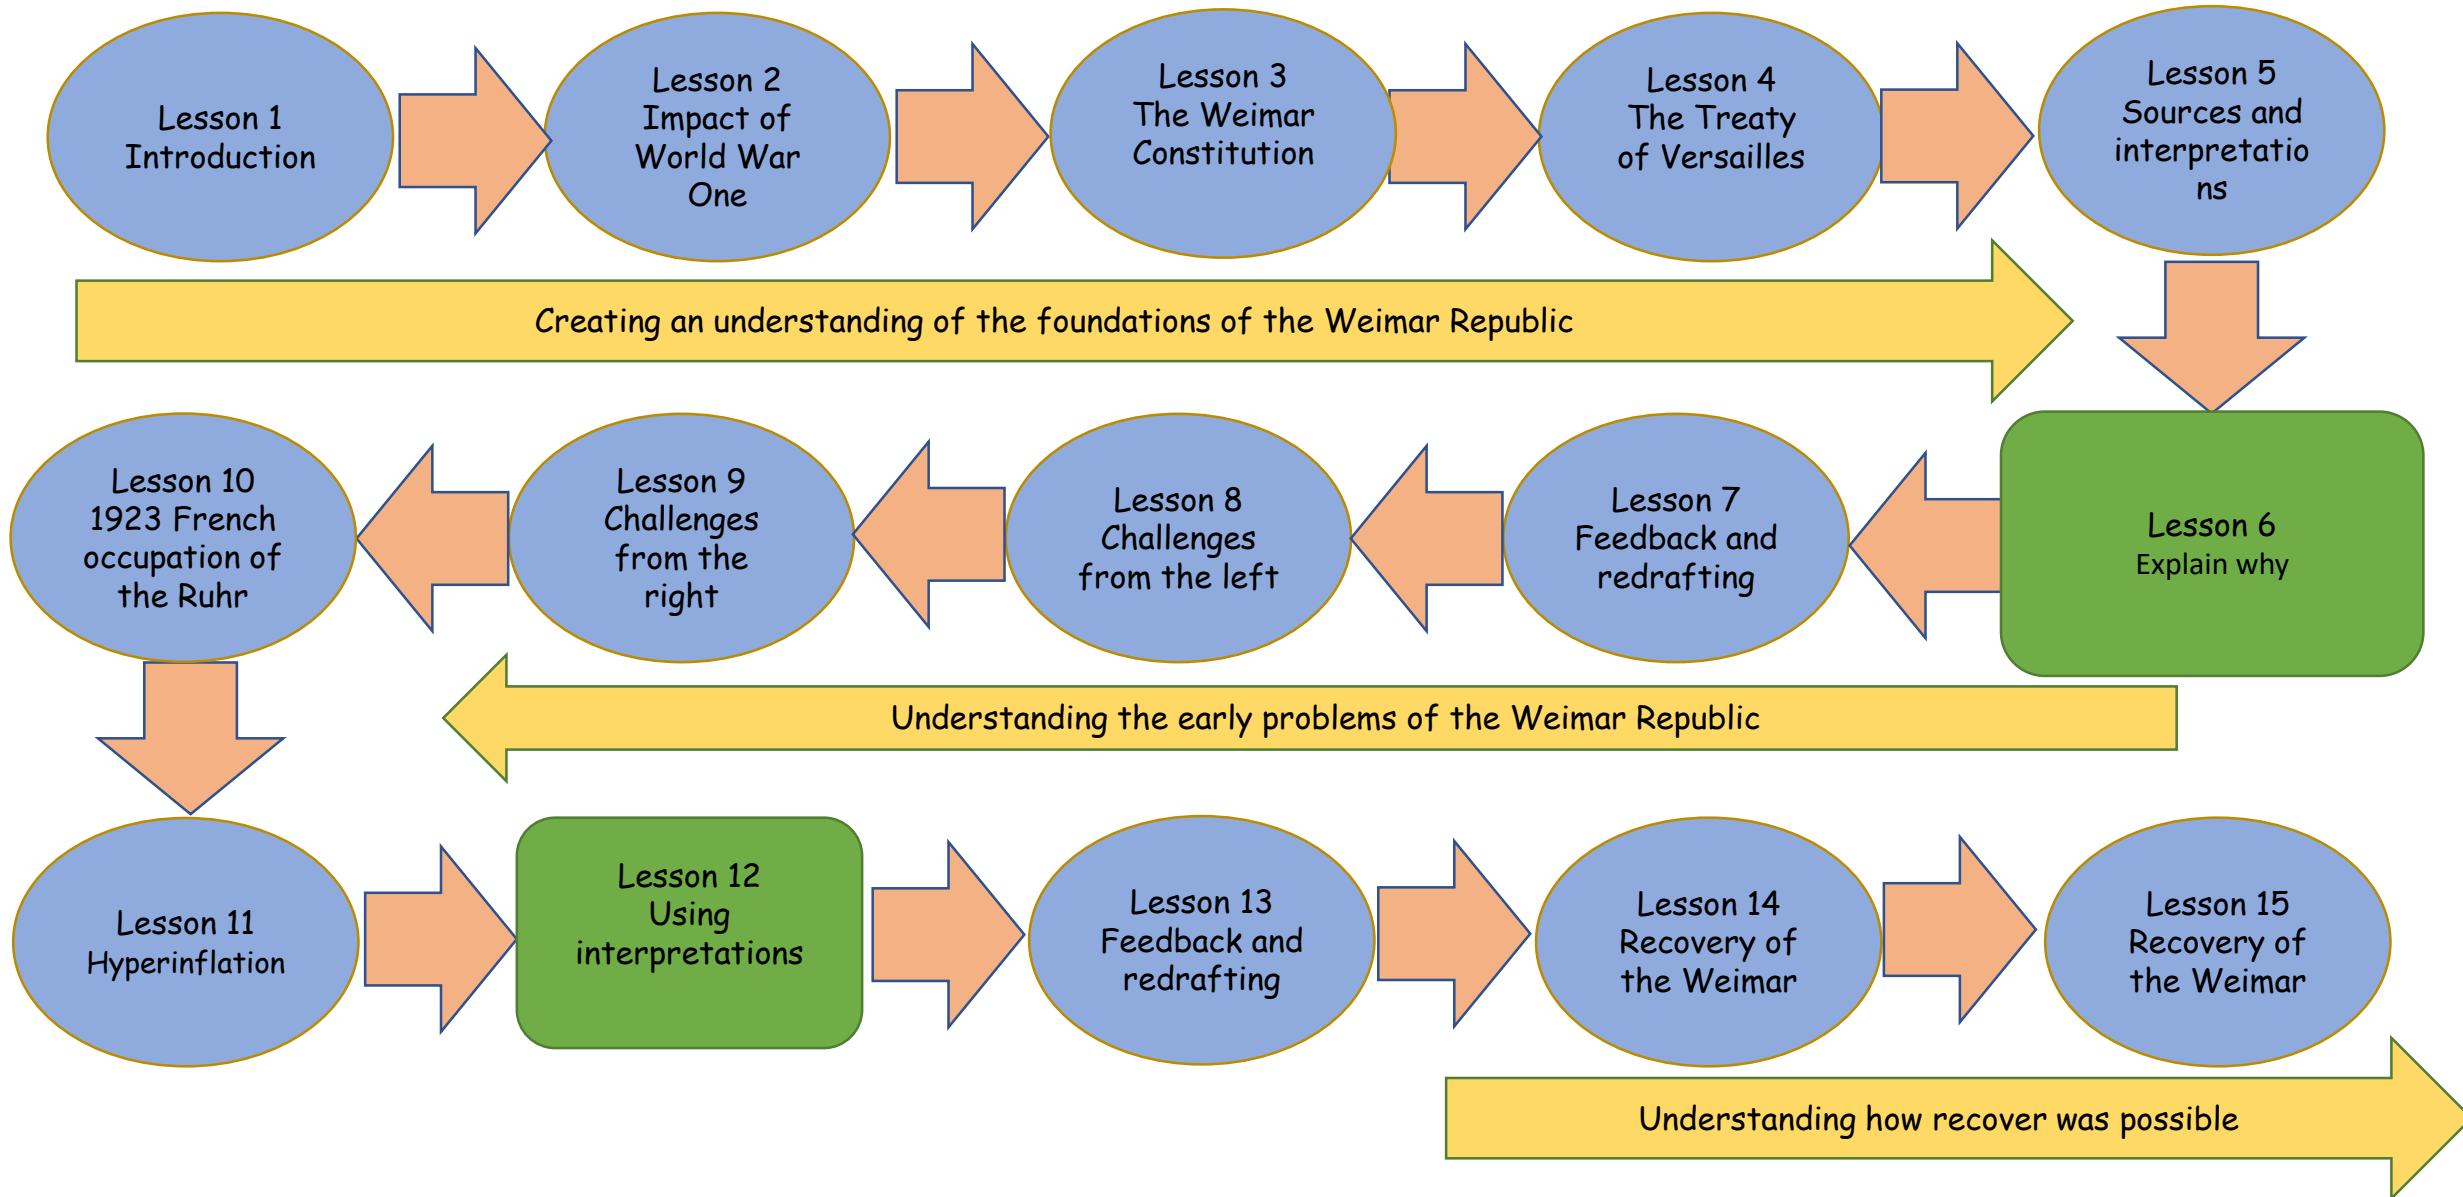 Lesson 1
Introduction
Lesson 2
Impact of
World War
One
Lesson 3
The Weimar
Constitution
Lesson 4
The Treaty
of Versailles
Lesson 5
Sources and
interpretatio
ns
Creating an understanding of the foundations of the Weimar Republic
Lesson 6
Explain why
Lesson 7
Feedback and
redrafting
Lesson 8
Challenges
from the left
Lesson 9
Challenges
from the
right
Lesson 10
1923 French
occupation of
the Ruhr
Understanding the early problems of the Weimar Republic
Lesson 11
Hyperinflation
Lesson 12
Using
interpretations
Lesson 13
Feedback and
redrafting
Lesson 14
Recovery of
the Weimar
Lesson 15
Recovery of
the Weimar
Understanding how recover was possible